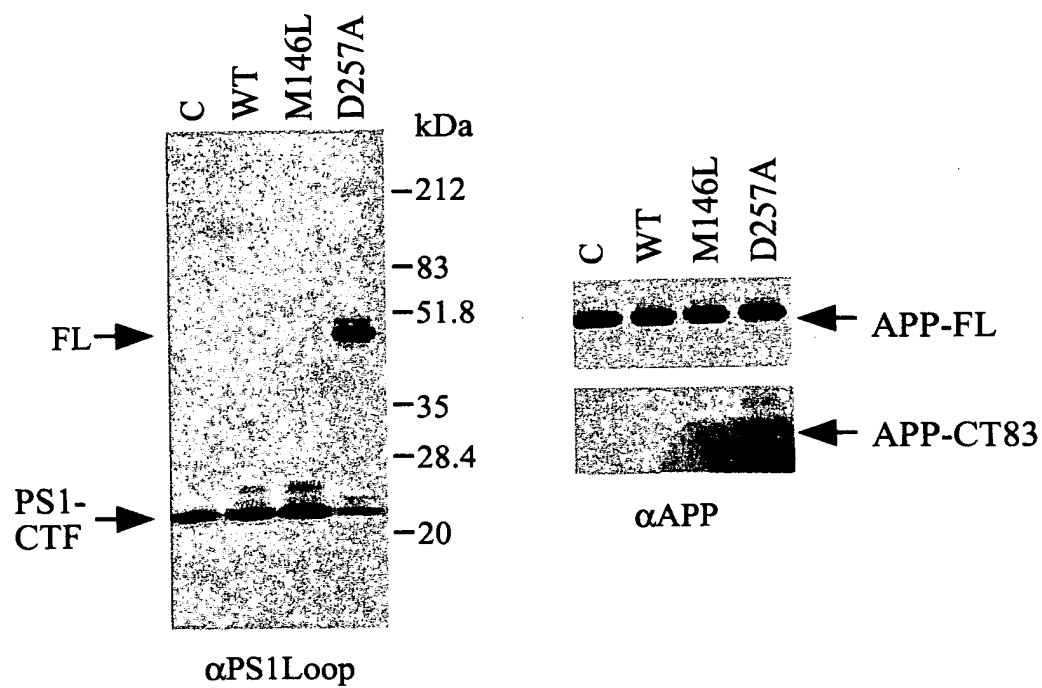 C WT M146L D257A
kDa
212
83
51.8
FL
35
28.4
PS1-
CTF
20
αPS1Loop
C WT M146L D257A
APP-FL
APP-CT83
αAPP